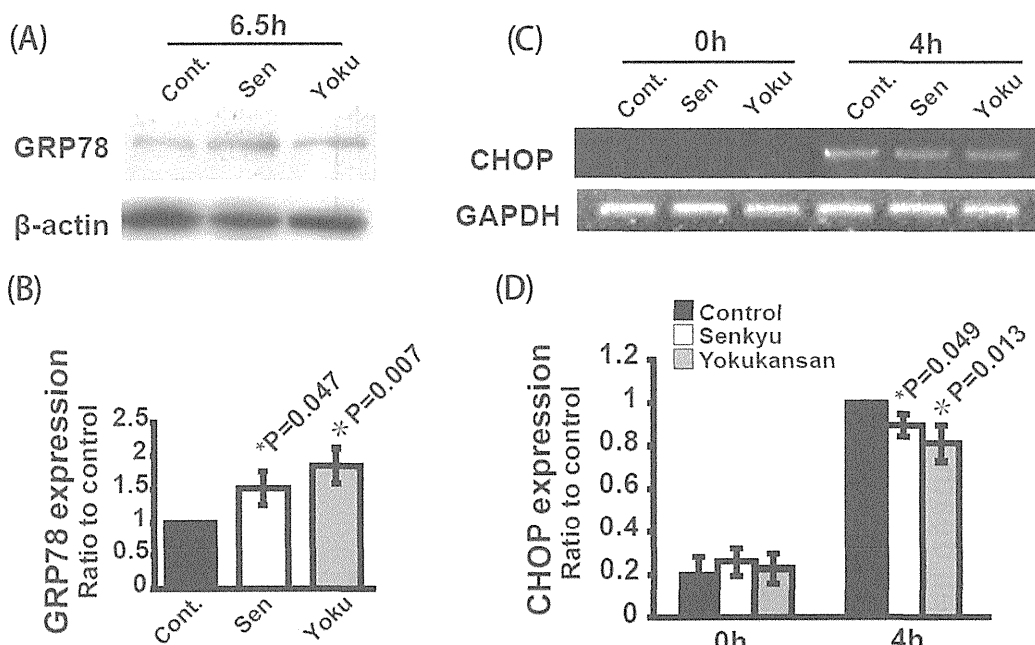 (A)
6.5h
Cont. Sen Yoku
GRP78
β-actin
(B)
GRP78 expression
Ratio to control
2.5
2
1.5
1
0.5
0
*P=0.047
*P=0.007
Cont. Sen Yoku
(C)
0h 4h
Cont. Sen Yoku Cont. Sen Yoku
CHOP
GAPDH
(D)
Control
Senkyu
Yokukansan
CHOP expression
Ratio to control
1.2
1
0.8
0.6
0.4
0.2
0
*P=0.049
*P=0.013
0h 4h